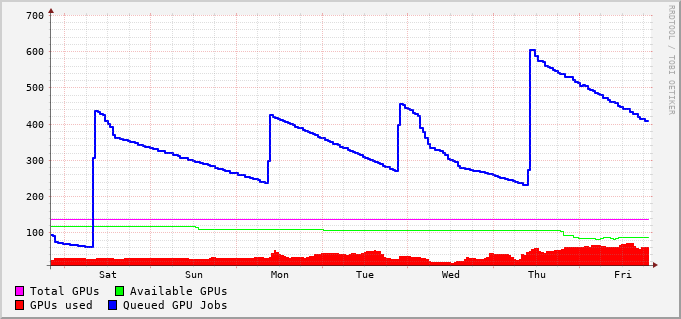 700
600
500
400
300
200
100
Sat Sun Mon Tue Wed Thu Fri
Total GPUs Available GPUs
GPUs used Queued GPU Jobs
RRDTOOL / TOBI OETIKER